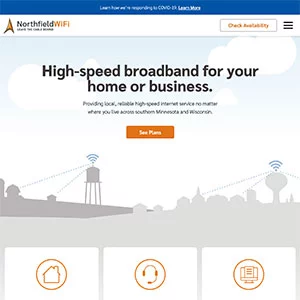 Learn how we're responding to COVID-19. Learn More
NorthfieldWiFi
LEAVE THE CABLE BEHIND
Check Availability
High-speed broadband for your
home or business.
Providing local, reliable high-speed internet service no matter
where you live across southern Minnesota and Wisconsin.
See Plans